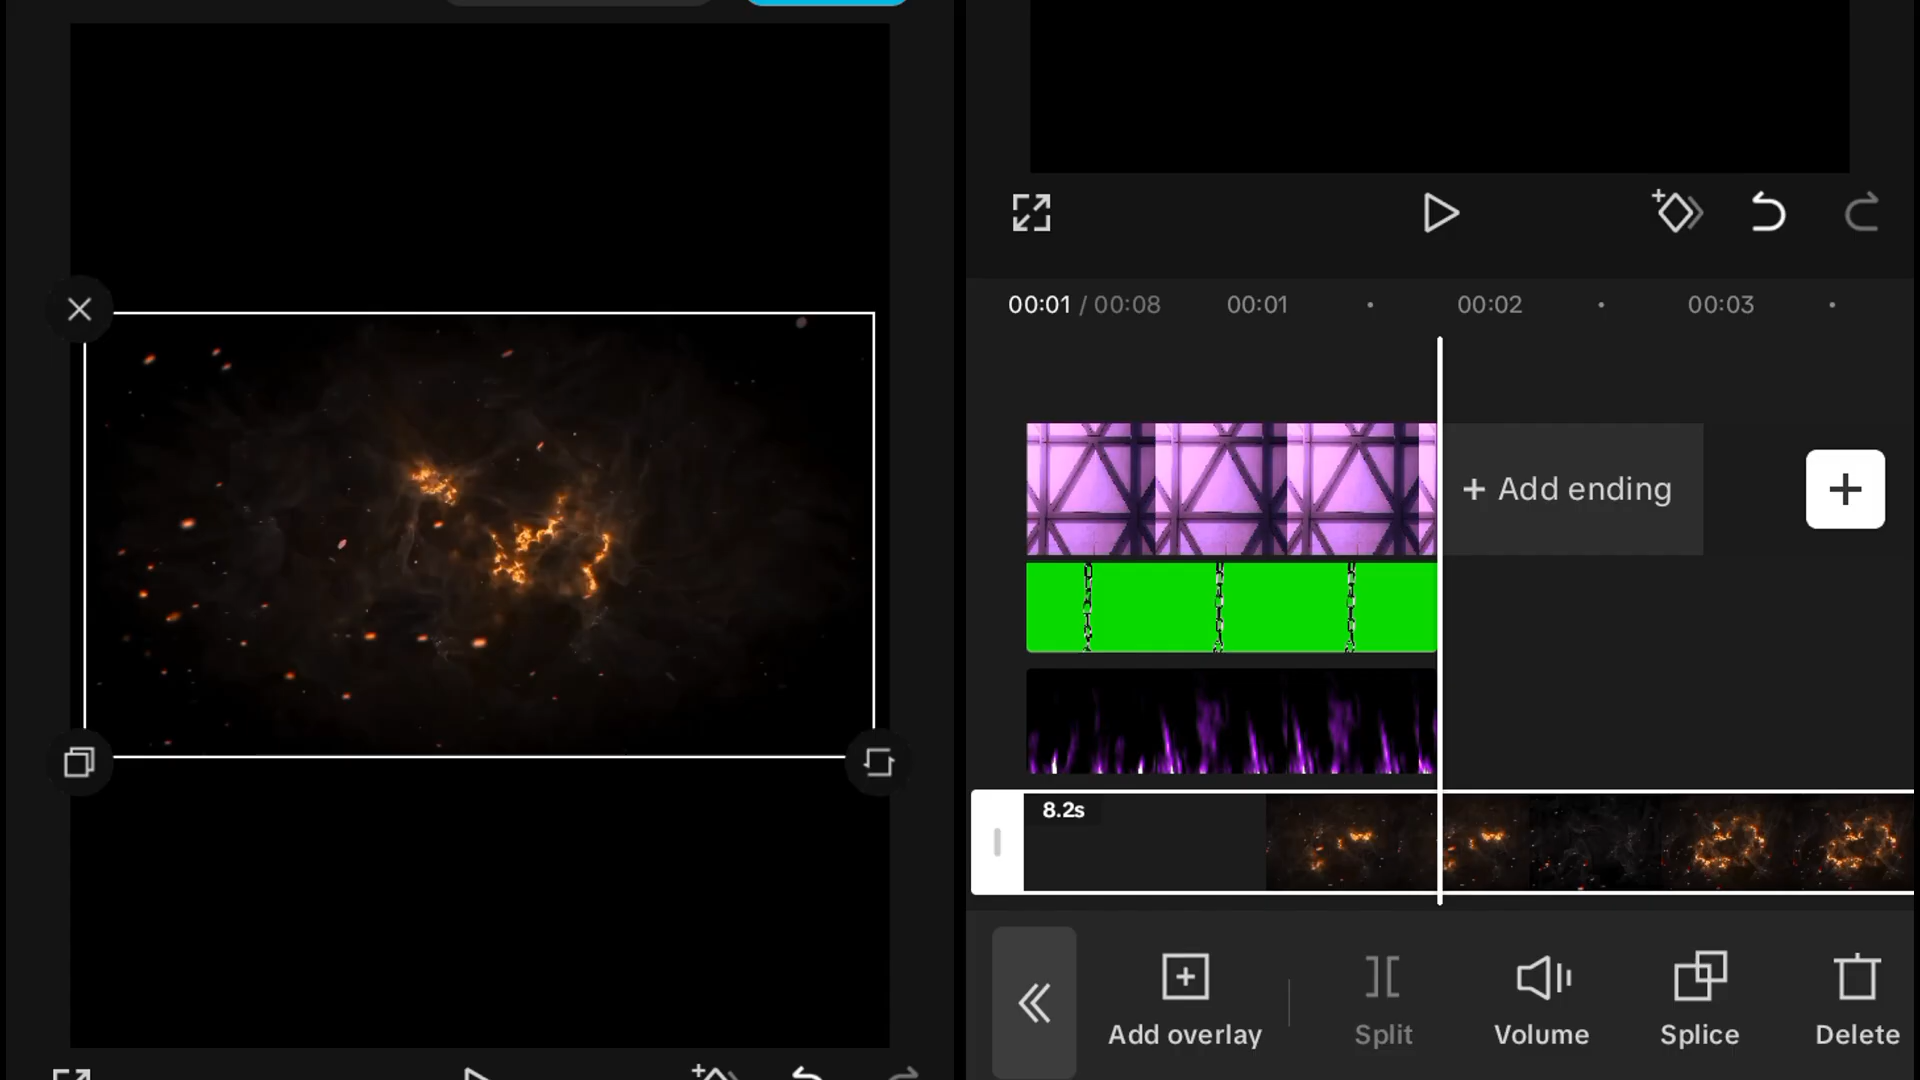 00:01 / 00:08 00:01 00:02 00:03
+ Add ending
8.2s
Add overlay Split Volume Splice Delete